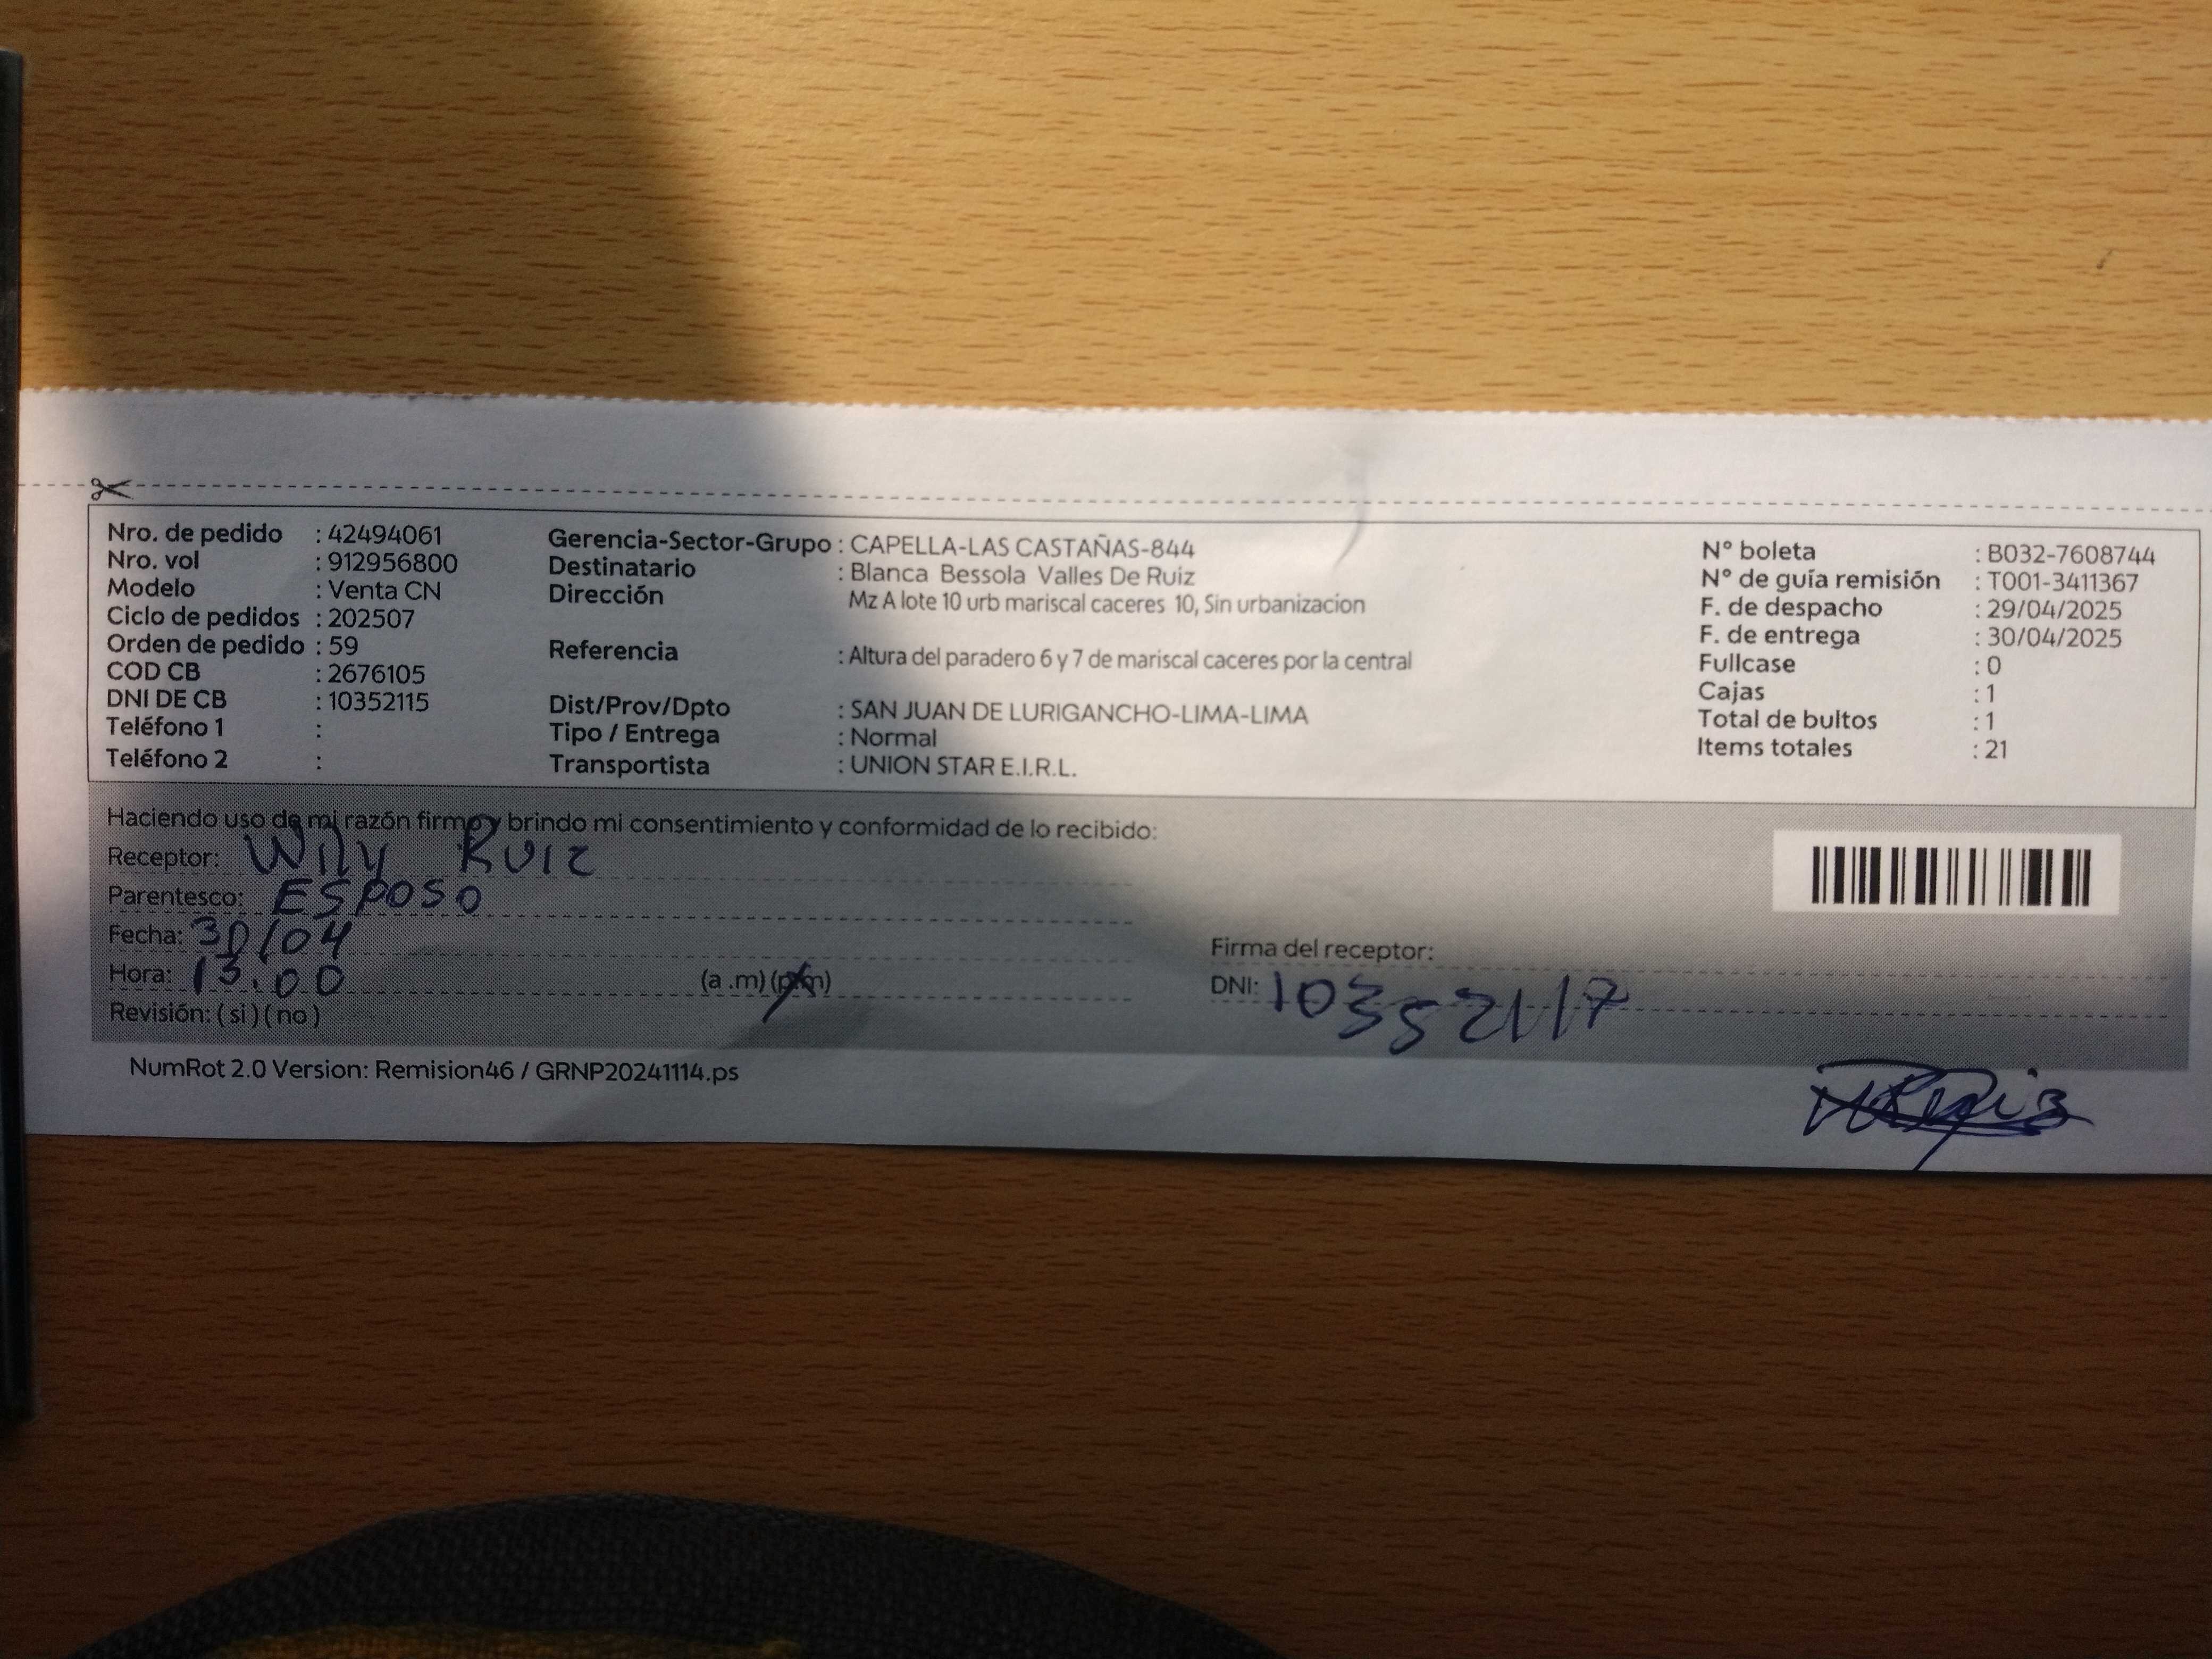 Nro. de pedido : 42494061
Nro. vol : 912956800
Modelo : Venta CN
Ciclo de pedidos : 202507
Orden de pedido : 59
COD CB : 2676105
DNI DE CB : 10352115
Teléfono 1 :
Teléfono 2 :
Gerencia-Sector-Grupo : CAPELLA-LAS CASTAÑAS-844
Destinatario : Blanca Bessola Valles De Ruiz
Dirección Mz A lote 10 urb mariscal caceres 10, Sin urbanizacion
Referencia : Altura del paradero 6 y 7 de mariscal caceres por la central
Dist/Prov/Dpto : SAN JUAN DE LURIGANCHO-LIMA-LIMA
Tipo / Entrega : Normal
Transportista : UNION STAR E.I.R.L.
N° boleta : B032-7608744
N° de guía remisión : T001-3411367
F. de despacho : 29/04/2025
F. de entrega : 30/04/2025
Fullcase : 0
Cajas : 1
Total de bultos : 1
Items totales : 21
Haciendo uso de mi razón firmo y brindo mi consentimiento y conformidad de lo recibido:
Receptor: Wily Ruiz
Parentesco: ESPOSO
Fecha: 30/04
Hora: 13.00 (a .m) (p.m)
Revisión: ( si ) ( no )
Firma del receptor:
DNI: 10352117
NumRot 2.0 Version: Remision46 / GRNP20241114.ps